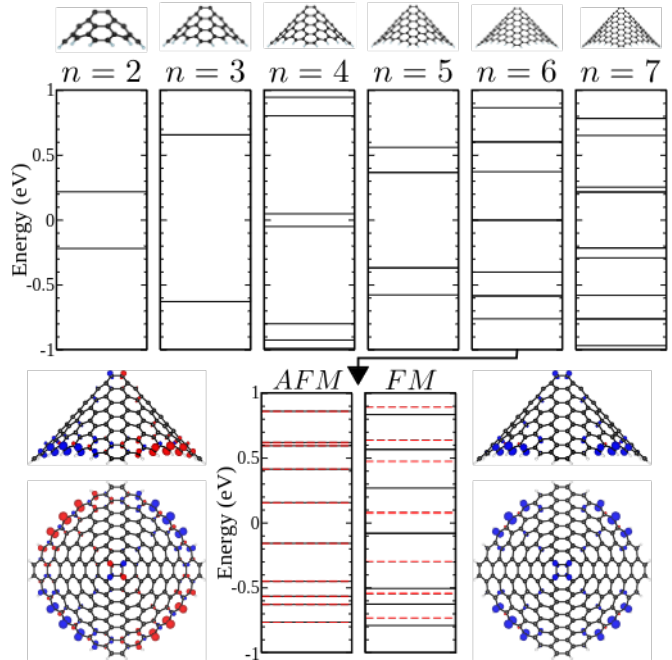 n = 2 n = 3 n = 4 n = 5 n = 6 n = 7
Energy (eV)
1
0.5
0
-0.5
-1
AFM FM
Energy (eV)
1
0.5
0
-0.5
-1